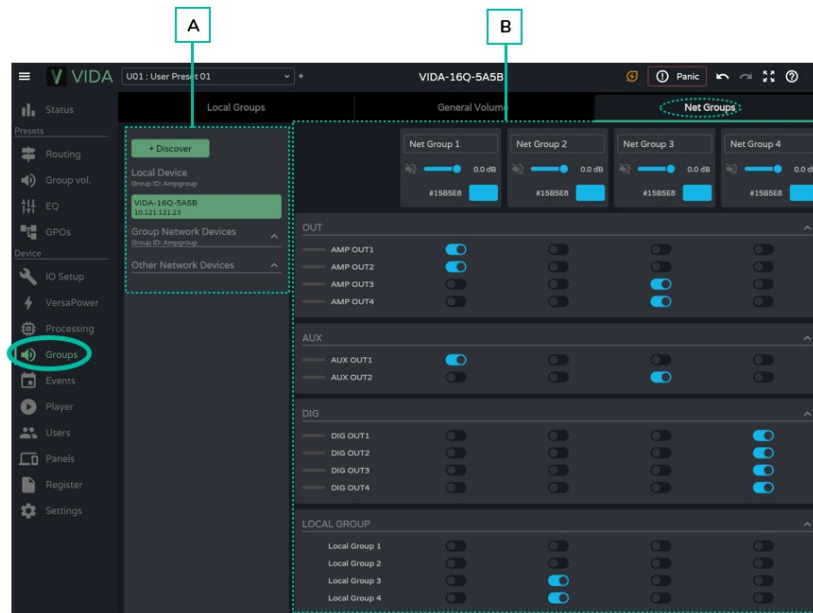 A
B
VIDA
U01 : User Preset 01
VIDA-16Q-5A5B
Panic
Local Groups
General Volume
Net Groups
Status
Presets
Routing
Group vol.
EQ
GPOs
Device
IO Setup
VersaPower
Processing
Groups
Events
Player
Users
Panels
Register
Settings
+ Discover
Local Device
Group ID: Ampgroup
VIDA-16Q-5A5B
10.121.121.23
Group Network Devices
Group ID: Ampgroup
Other Network Devices
Net Group 1
Net Group 2
Net Group 3
Net Group 4
0.0 dB
0.0 dB
0.0 dB
0.0 d
#15B5E8
#15B5E8
#15B5E8
#15B5E8
OUT
AMP OUT1
AMP OUT2
AMP OUT3
AMP OUT4
AUX
AUX OUT1
AUX OUT2
DIG
DIG OUT1
DIG OUT2
DIG OUT3
DIG OUT4
LOCAL GROUP
Local Group 1
Local Group 2
Local Group 3
Local Group 4